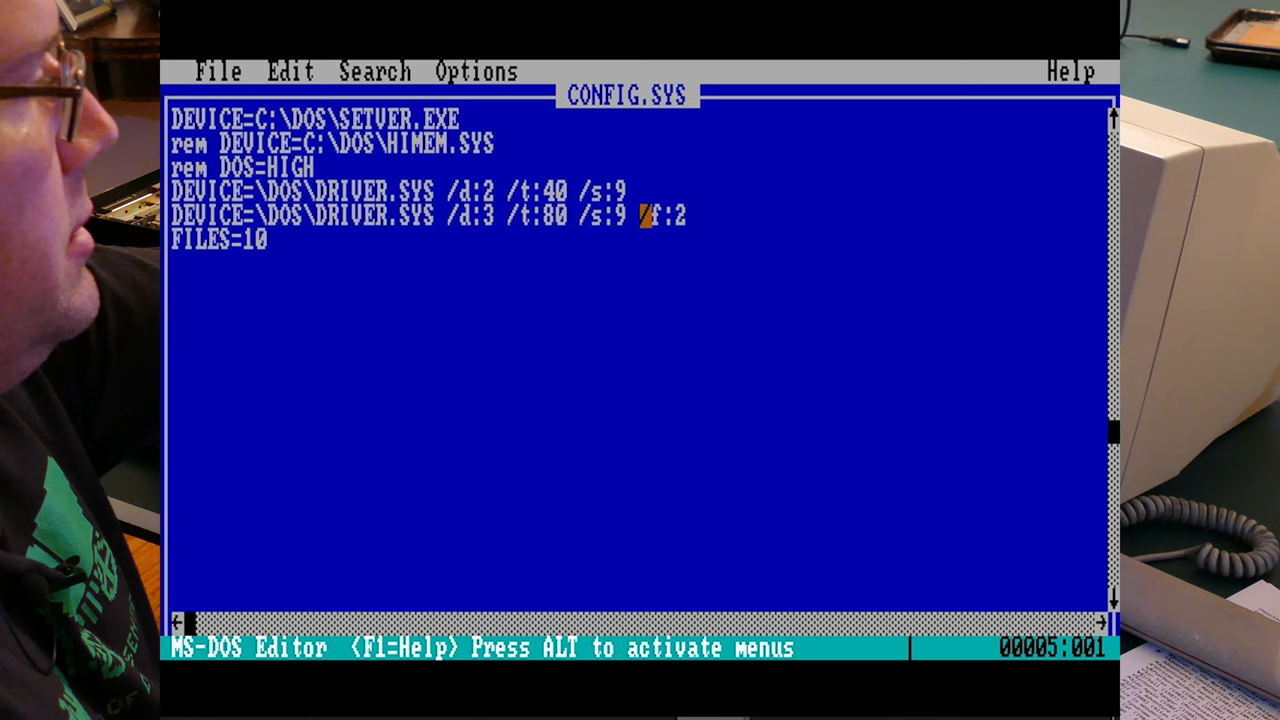 File Edit Search Options Help
CONFIG.SYS
DEVICE=C:\DOS\SETVER.EXE
rem DEVICE=C:\DOS\HIMEM.SYS
rem DOS=HIGH
DEVICE=\DOS\DRIVER.SYS /d:2 /t:40 /s:9
DEVICE=\DOS\DRIVER.SYS /d:3 /t:80 /s:9 /f:2
FILES=10
MS-DOS Editor <F1=Help> Press ALT to activate menus 00005:001